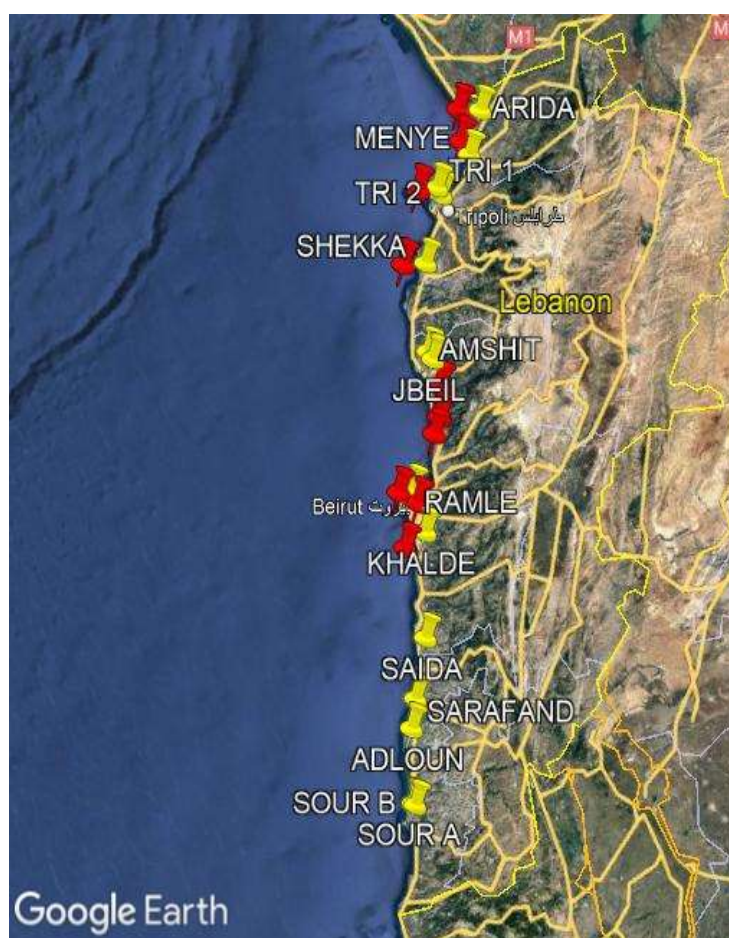 M1
M
ARIDA
MENYE
TRI 1
TRI 2
Tripoli طرابلس
SHEKKA
Lebanon
AMSHIT
JBEIL
Beirut بيروت
RAMLE
KHALDE
SAIDA
SARAFAND
ADLOUN
SOUR B
SOUR A
Google Earth